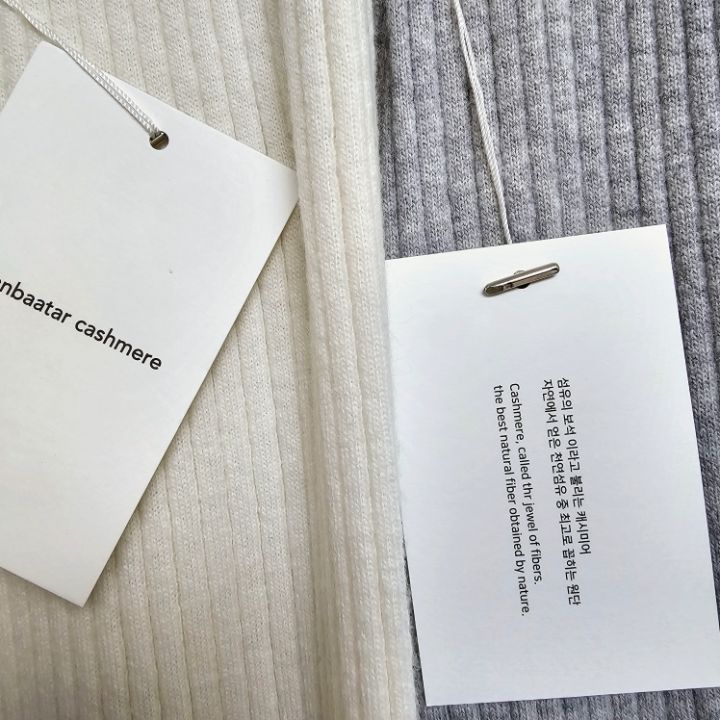 enbaatar cashmere
섬유의 보석 이라고 불리는 캐시미어
자연에서 얻은 천연섬유 중 최고로 꼽히는 원단
Cashmere, called thr jewel of fibers.
the best natural fiber obtained by nature.